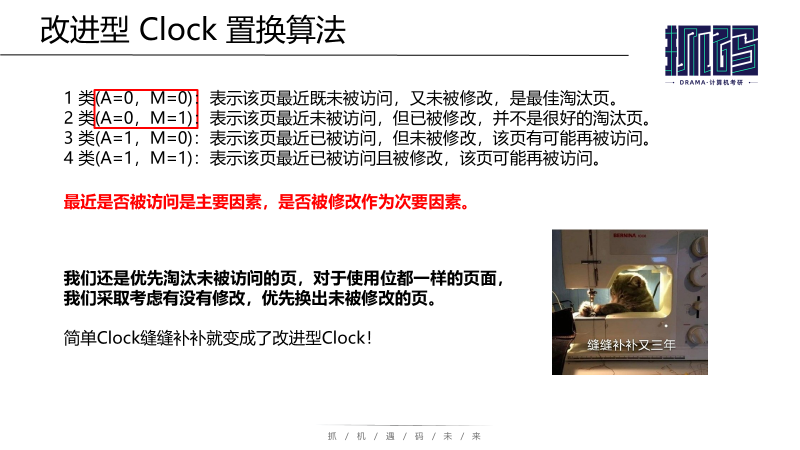 改进型 Clock 置换算法
抓码
DRAMA·计算机考研
1 类(A=0，M=0)：表示该页最近既未被访问，又未被修改，是最佳淘汰页。
2 类(A=0，M=1)：表示该页最近未被访问，但已被修改，并不是很好的淘汰页。
3 类(A=1，M=0)：表示该页最近已被访问，但未被修改，该页有可能再被访问。
4 类(A=1，M=1)：表示该页最近已被访问且被修改，该页可能再被访问。
最近是否被访问是主要因素，是否被修改作为次要因素。
我们还是优先淘汰未被访问的页，对于使用位都一样的页面，
我们采取考虑有没有修改，优先换出未被修改的页。
简单Clock缝缝补补就变成了改进型Clock！
BERNINA
缝缝补补又三年
抓 / 机 / 遇 / 码 / 未 / 来